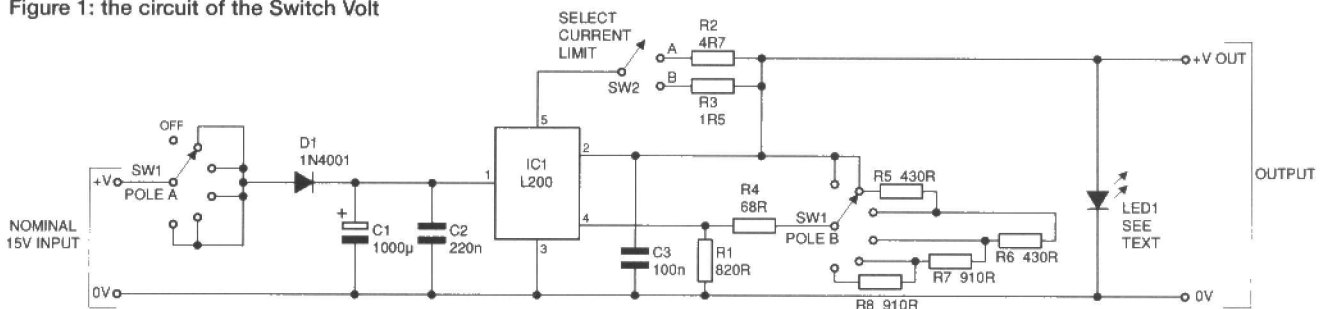 Figure 1: the circuit of the Switch Volt
SELECT
CURRENT
LIMIT
A
R2
4R7
SW2
B
R3
1R5
+V OUT
OFF
SW1
POLE A
+V
D1
1N4001
5
1
IC1
L200
2
4
3
NOMINAL
15V INPUT
+
C1
1000µ
C2
220n
C3
100n
R4
68R
R1
820R
SW1
POLE B
R5 430R
R6 430R
R7 910R
R8 910R
LED1
SEE
TEXT
OUTPUT
0V
0V